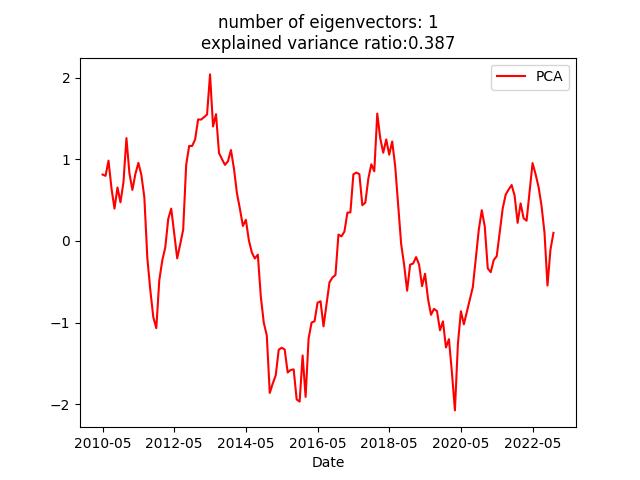 number of eigenvectors: 1
explained variance ratio:0.387
PCA
2
1
0
−1
−2
2010-05 2012-05 2014-05 2016-05 2018-05 2020-05 2022-05
Date